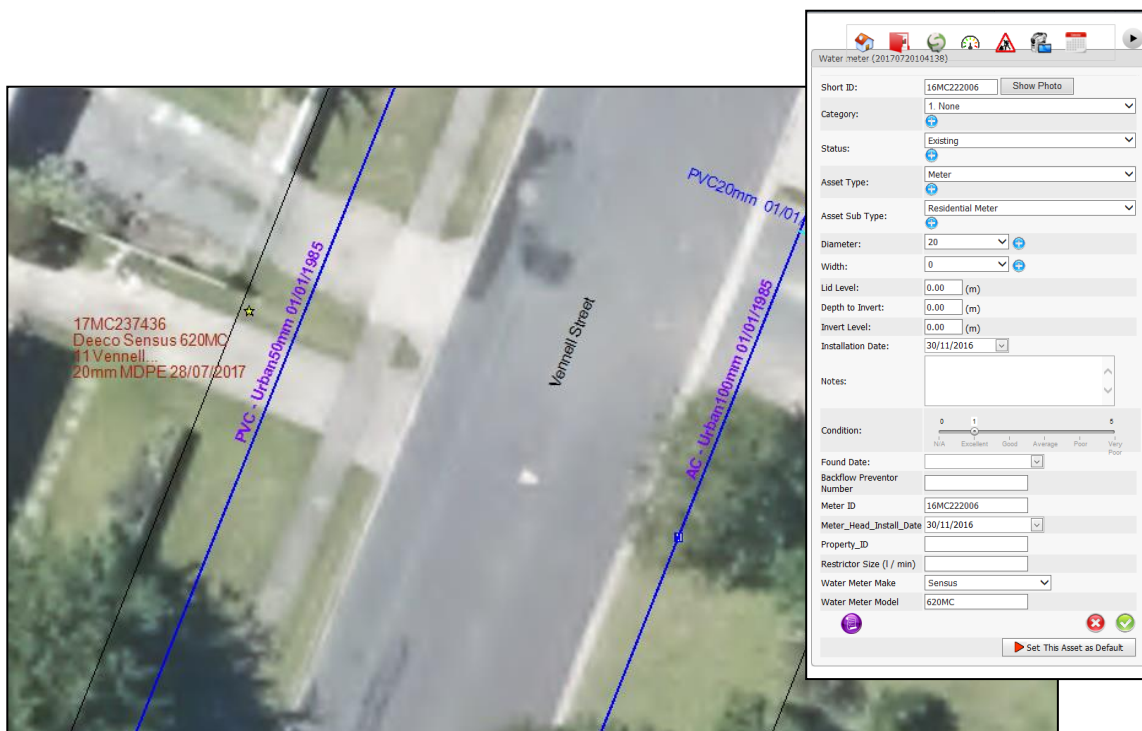 Water meter (20170720104138)
Short ID: 16MC222006 Show Photo
Category: 1. None
Status: Existing
Asset Type: Meter
Asset Sub Type: Residential Meter
Diameter: 20
Width: 0
Lid Level: 0.00 (m)
Depth to Invert: 0.00 (m)
Invert Level: 0.00 (m)
Installation Date: 30/11/2016
Notes:
Condition:
0 1 5
N/A Excellent Good Average Poor Very
Poor
Found Date:
Backflow Preventor
Number
Meter ID 16MC222006
Meter_Head_Install_Date 30/11/2016
Property_ID
Restrictor Size (l / min)
Water Meter Make Sensus
Water Meter Model 620MC
Set This Asset as Default
PVC20mm 01/01/
PVC - Urban50mm 01/01/1985
17MC237436
Deeco Sensus 620MC
11 Vennell...
20mm MDPE 28/07/2017
Vennell Street
AC - Urban100mm 01/01/1985
H